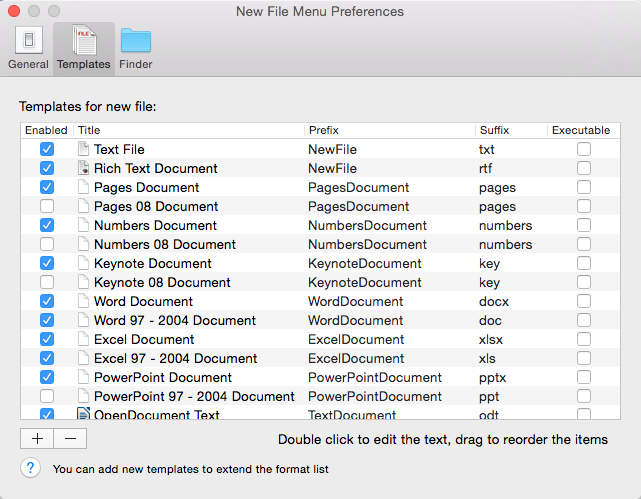 New File Menu Preferences
General Templates Finder
Templates for new file:
Enabled Title Prefix Suffix Executable
Text File NewFile txt
Rich Text Document NewFile rtf
Pages Document PagesDocument pages
Pages 08 Document PagesDocument pages
Numbers Document NumbersDocument numbers
Numbers 08 Document NumbersDocument numbers
Keynote Document KeynoteDocument key
Keynote 08 Document KeynoteDocument key
Word Document WordDocument docx
Word 97 - 2004 Document WordDocument doc
Excel Document ExcelDocument xlsx
Excel 97 - 2004 Document ExcelDocument xls
PowerPoint Document PowerPointDocument pptx
PowerPoint 97 - 2004 Document PowerPointDocument ppt
OpenDocument Text TextDocument odt
+ − Double click to edit the text, drag to reorder the items
? You can add new templates to extend the format list